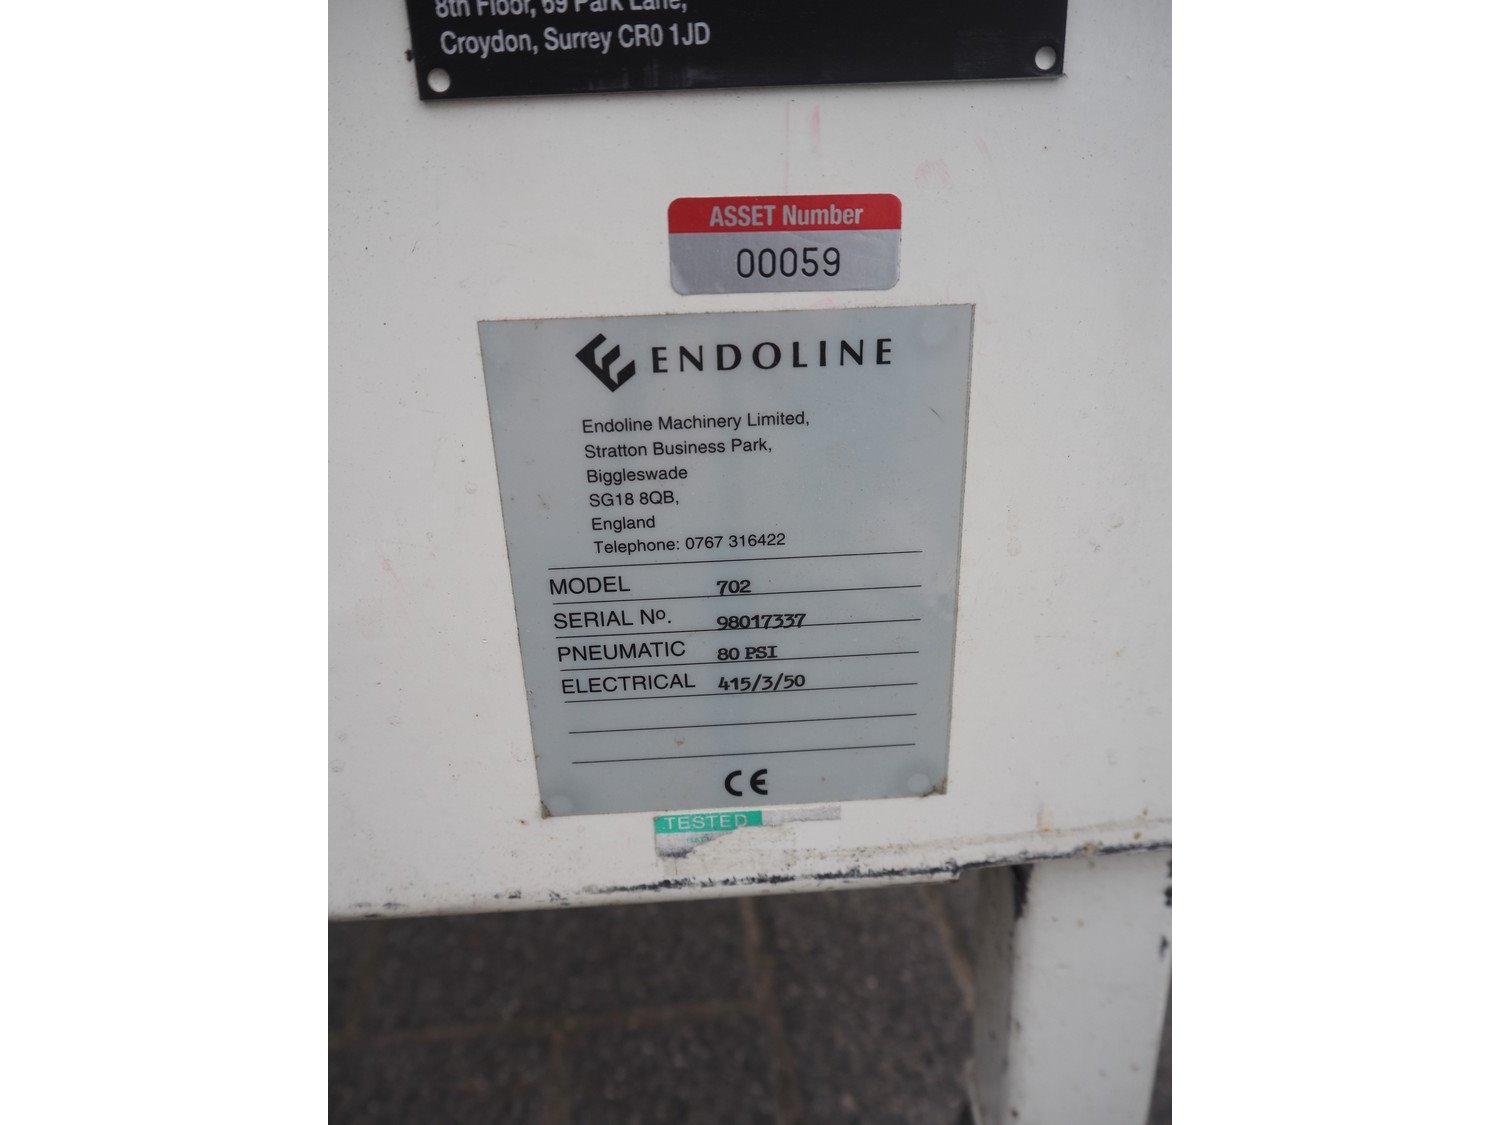 8th Floor, 69 Park Lane,
Croydon, Surrey CR0 1JD
ASSET Number
00059
ENDOLINE
Endoline Machinery Limited,
Stratton Business Park,
Biggleswade
SG18 8QB,
England
Telephone: 0767 316422
MODEL 702
SERIAL Nº. 98017337
PNEUMATIC 80 PSI
ELECTRICAL 415/3/50
CE
TESTED